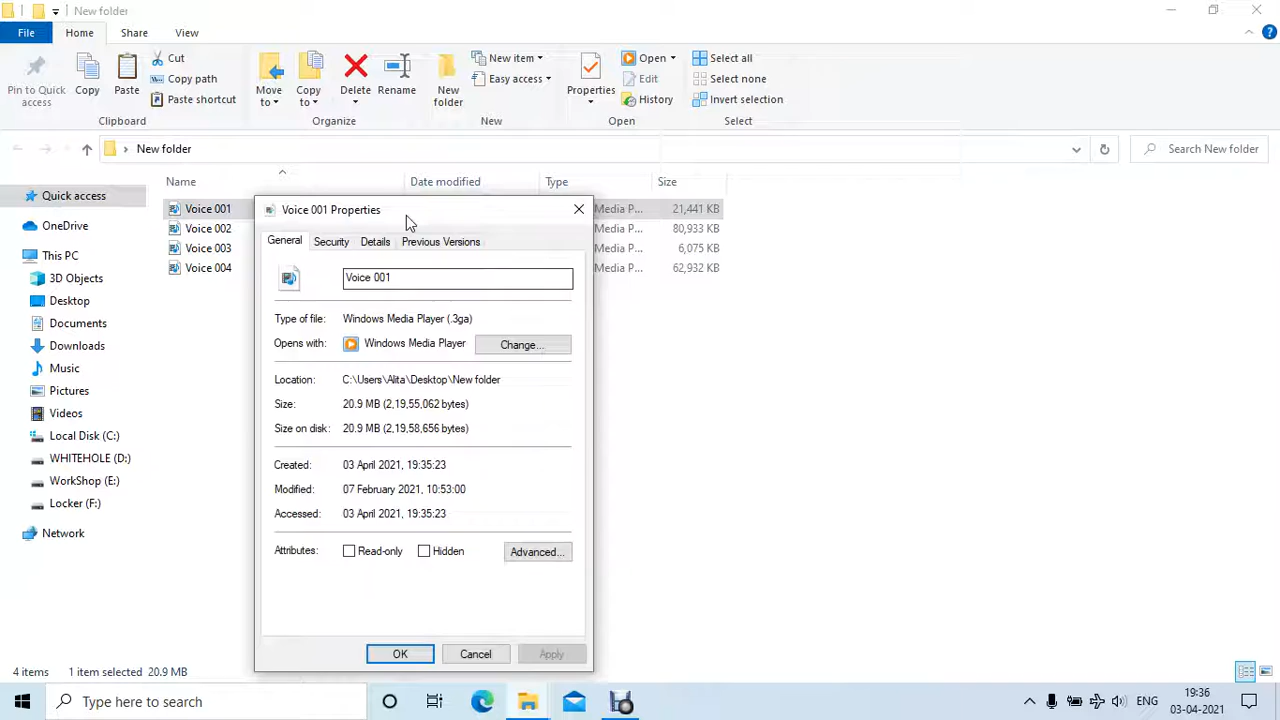 New folder
File Home Share View
Pin to Quick access
Copy
Paste
Cut
Copy path
Paste shortcut
Clipboard
Move to
Copy to
Delete
Rename
Organize
New folder
New item
Easy access
New
Properties
Open
Edit
History
Open
Select all
Select none
Invert selection
Select
New folder
Search New folder
Name Date modified Type Size
Quick access
OneDrive
This PC
3D Objects
Desktop
Documents
Downloads
Music
Pictures
Videos
Local Disk (C:)
WHITEHOLE (D:)
WorkShop (E:)
Locker (F:)
Network
Voice 001 Media P... 21,441 KB
Voice 002 Media P... 80,933 KB
Voice 003 Media P... 6,075 KB
Voice 004 Media P... 62,932 KB
Voice 001 Properties
General Security Details Previous Versions
Voice 001
Type of file: Windows Media Player (.3ga)
Opens with: Windows Media Player Change...
Location: C:\Users\Alita\Desktop\New folder
Size: 20.9 MB (2,19,55,062 bytes)
Size on disk: 20.9 MB (2,19,58,656 bytes)
Created: 03 April 2021, 19:35:23
Modified: 07 February 2021, 10:53:00
Accessed: 03 April 2021, 19:35:23
Attributes: Read-only Hidden Advanced...
OK Cancel Apply
4 items 1 item selected 20.9 MB
Type here to search
ENG
19:36
03-04-2021